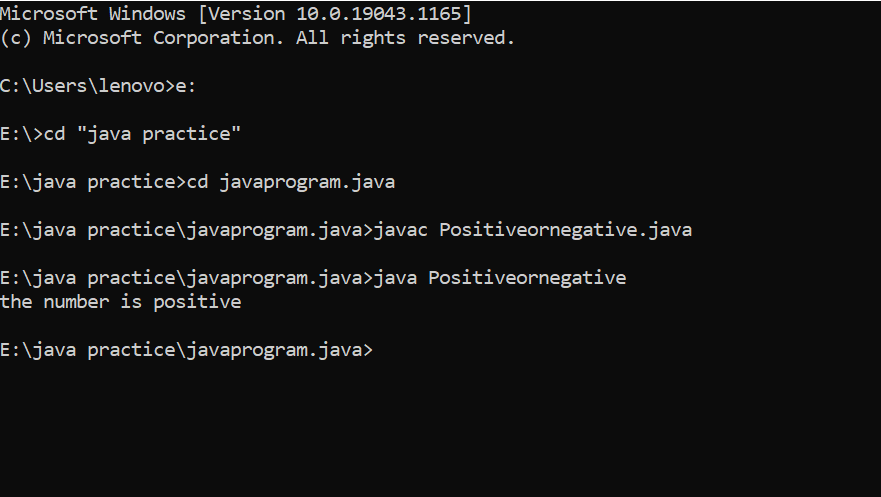 Microsoft Windows [Version 10.0.19043.1165]
(c) Microsoft Corporation. All rights reserved.
C:\Users\lenovo>e:
E:\>cd "java practice"
E:\java practice>cd javaprogram.java
E:\java practice\javaprogram.java>javac Positiveornegative.java
E:\java practice\javaprogram.java>java Positiveornegative
the number is positive
E:\java practice\javaprogram.java>